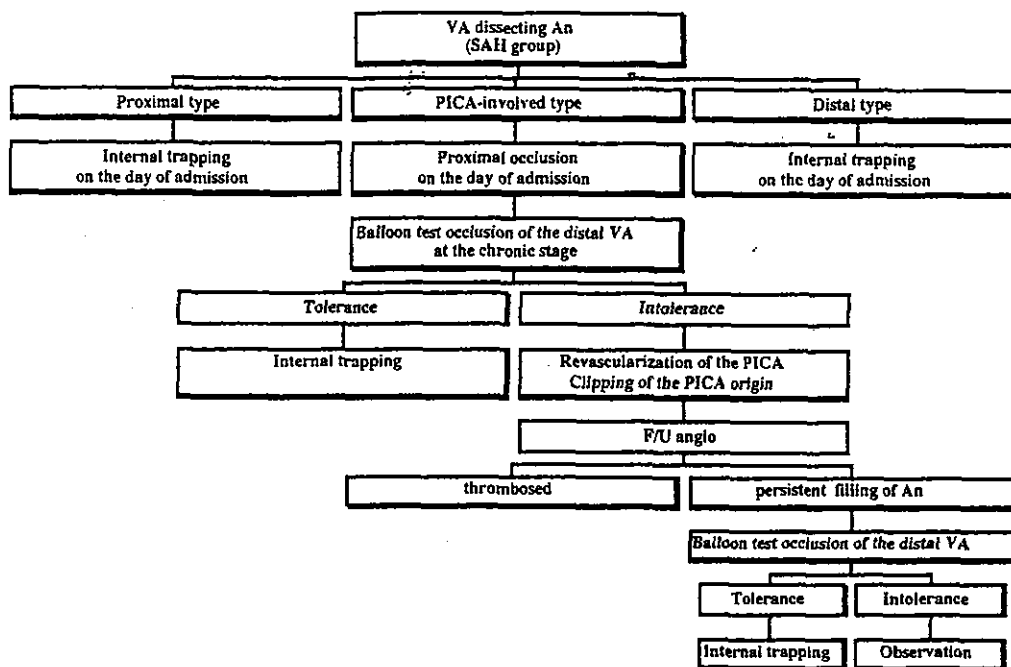 VA dissecting An
(SAH group)
Proximal type
PICA-involved type
Distal type
Internal trapping
on the day of admission
Proximal occlusion
on the day of admission
Internal trapping
on the day of admission
Balloon test occlusion of the distal VA
at the chronic stage
Tolerance
Intolerance
Internal trapping
Revascularization of the PICA
Clipping of the PICA origin
F/U angio
thrombosed
persistent filling of An
Balloon test occlusion of the distal VA
Tolerance
Intolerance
Internal trapping
Observation